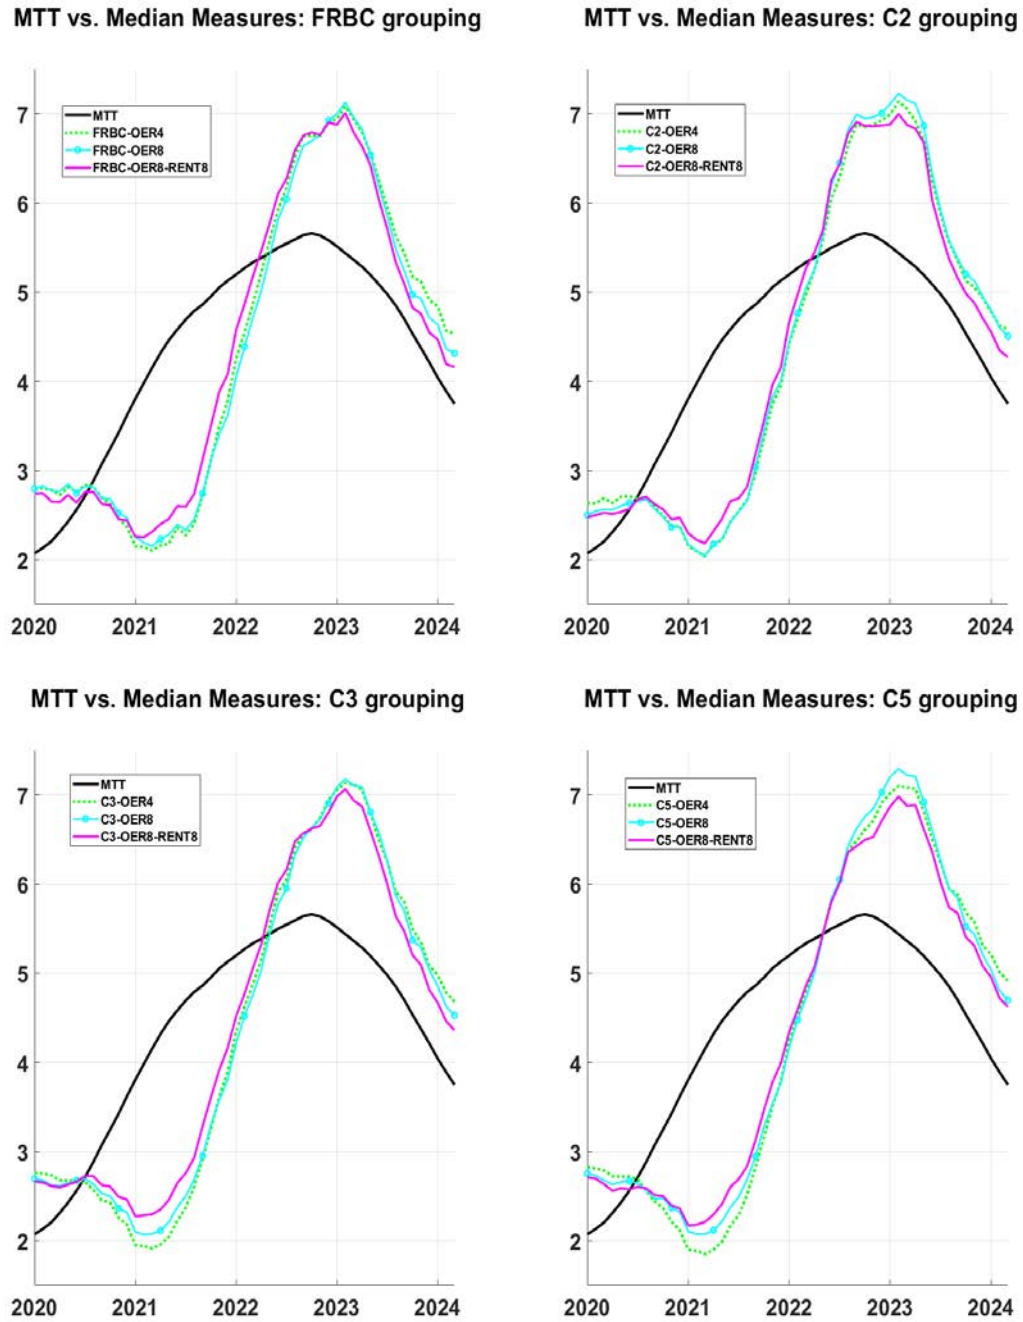 MTT vs. Median Measures: FRBC grouping
MTT
FRBC-OER4
FRBC-OER8
FRBC-OER8-RENT8
7
6
5
4
3
2
2020 2021 2022 2023 2024
MTT vs. Median Measures: C2 grouping
MTT
C2-OER4
C2-OER8
C2-OER8-RENT8
7
6
5
4
3
2
2020 2021 2022 2023 2024
MTT vs. Median Measures: C3 grouping
MTT
C3-OER4
C3-OER8
C3-OER8-RENT8
7
6
5
4
3
2
2020 2021 2022 2023 2024
MTT vs. Median Measures: C5 grouping
MTT
C5-OER4
C5-OER8
C5-OER8-RENT8
7
6
5
4
3
2
2020 2021 2022 2023 2024